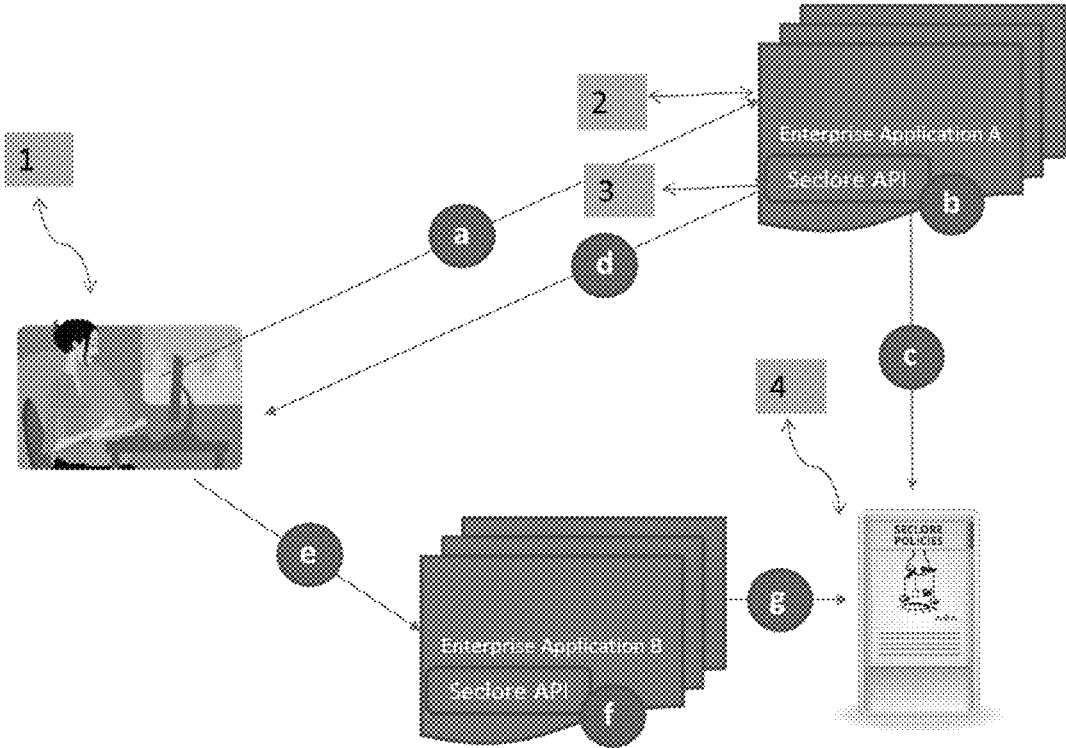 2
Enterprise Application A
1
3
Seclore API
b
a
d
c
4
SECLORE
POLICIES
e
g
Enterprise Application B
Seclore API
f